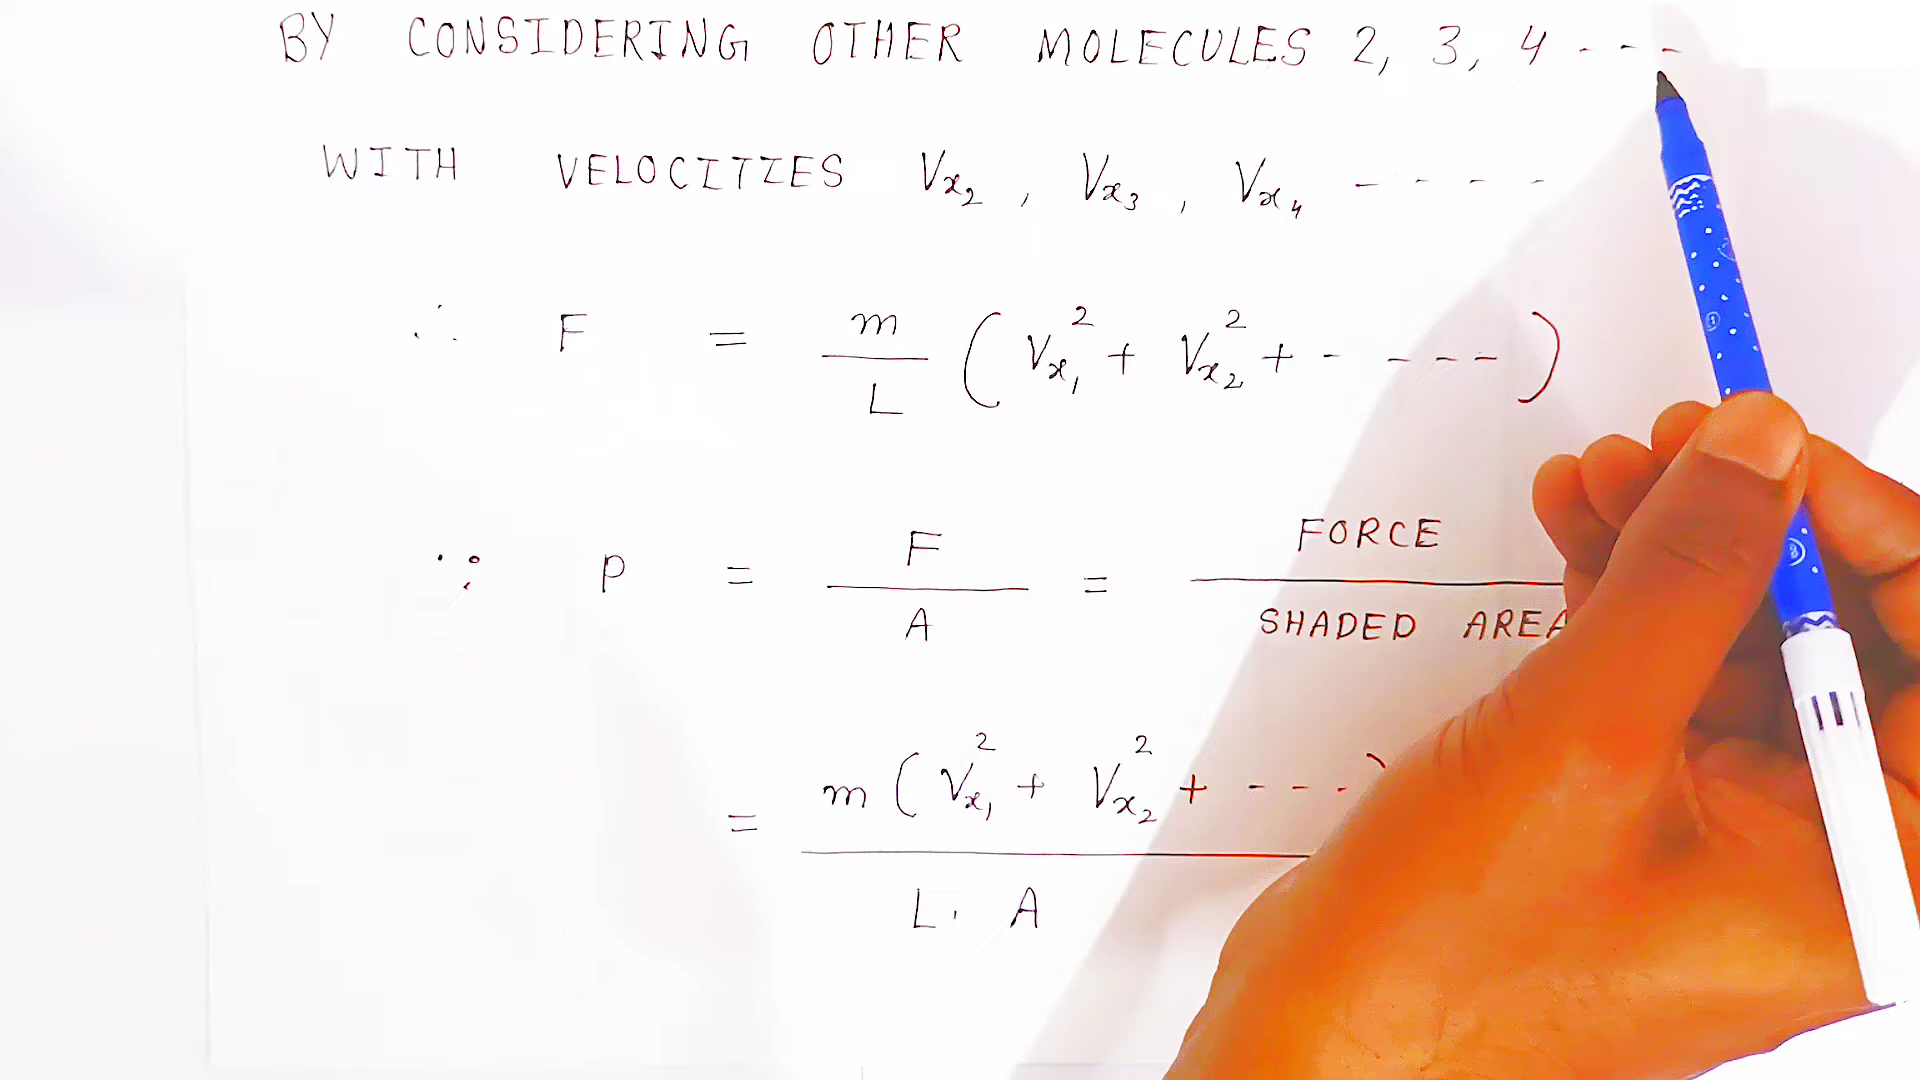 BY CONSIDERING OTHER MOLECULES 2, 3, 4 - - -
WITH VELOCITIES Vx₂ , Vx₃ , Vx₄ - - - -
∴ F = m/L ( Vx₁² + Vx₂² + - - - - )
∵ P = F/A = FORCE/SHADED AREA
= m ( Vx₁² + Vx₂² + - - - )/L. A